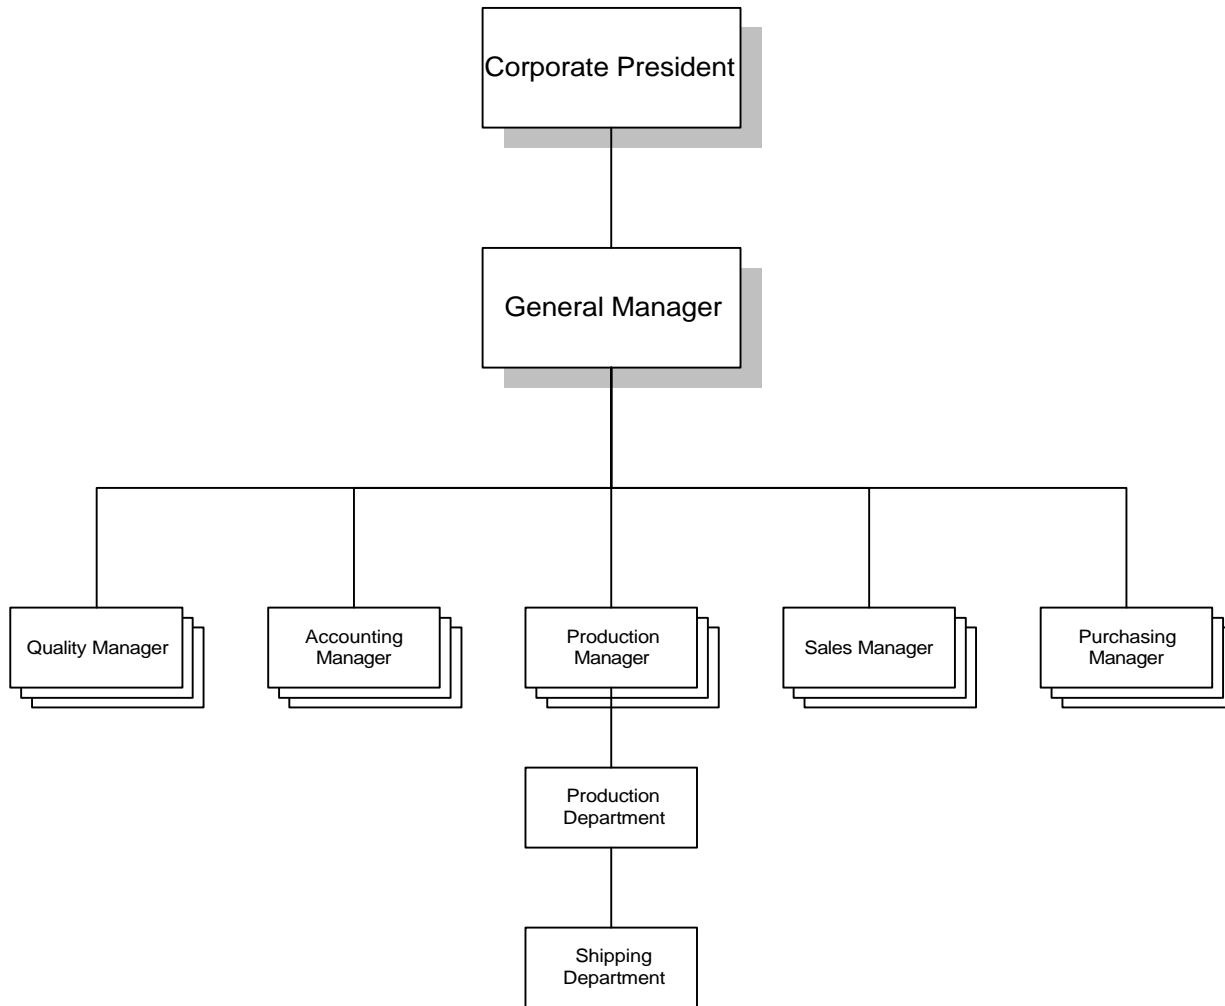 Corporate President
General Manager
Quality Manager
Accounting
Manager
Production
Manager
Sales Manager
Purchasing
Manager
Production
Department
Shipping
Department